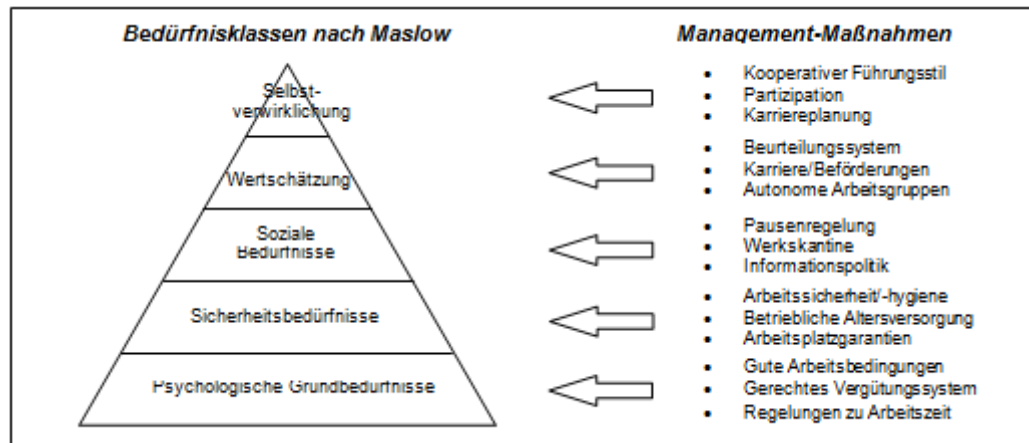 Bedürfnisklassen nach Maslow
Selbst-
verwirklichung
Wertschätzung
Soziale
Bedürfnisse
Sicherheitsbedürfnisse
Psychologische Grundbedürfnisse
Management-Maßnahmen
• Kooperativer Führungsstil
• Partizipation
• Karriereplanung
• Beurteilungssystem
• Karriere/Beförderungen
• Autonome Arbeitsgruppen
• Pausenregelung
• Werkskantine
• Informationspolitik
• Arbeitssicherheit/-hygiene
• Betriebliche Altersversorgung
• Arbeitsplatzgarantien
• Gute Arbeitsbedingungen
• Gerechtes Vergütungssystem
• Regelungen zu Arbeitszeit